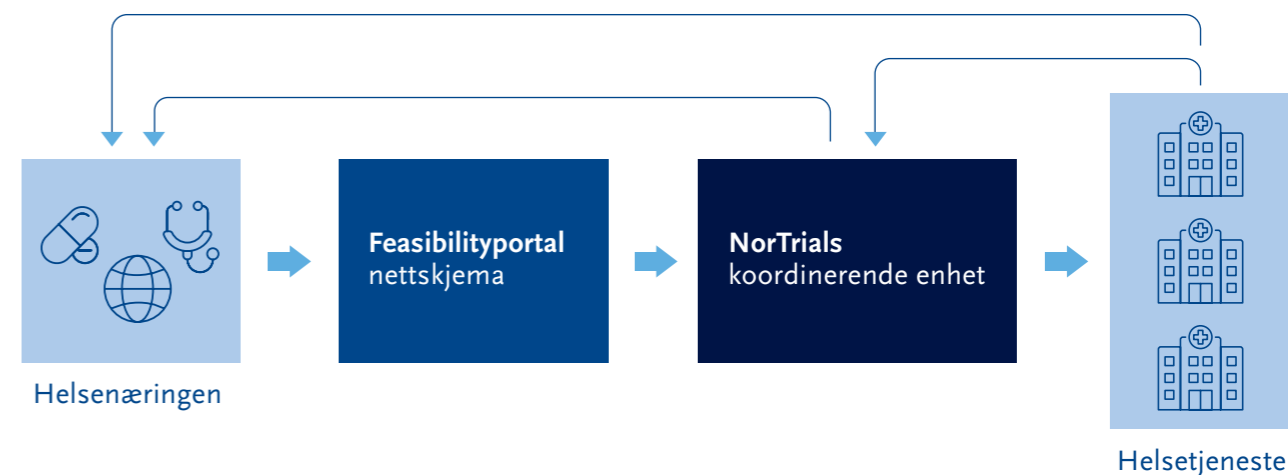 Feasibilityportal
nettskjema
NorTrials
koordinerende enhet
Helsenæringen
Helsetjeneste